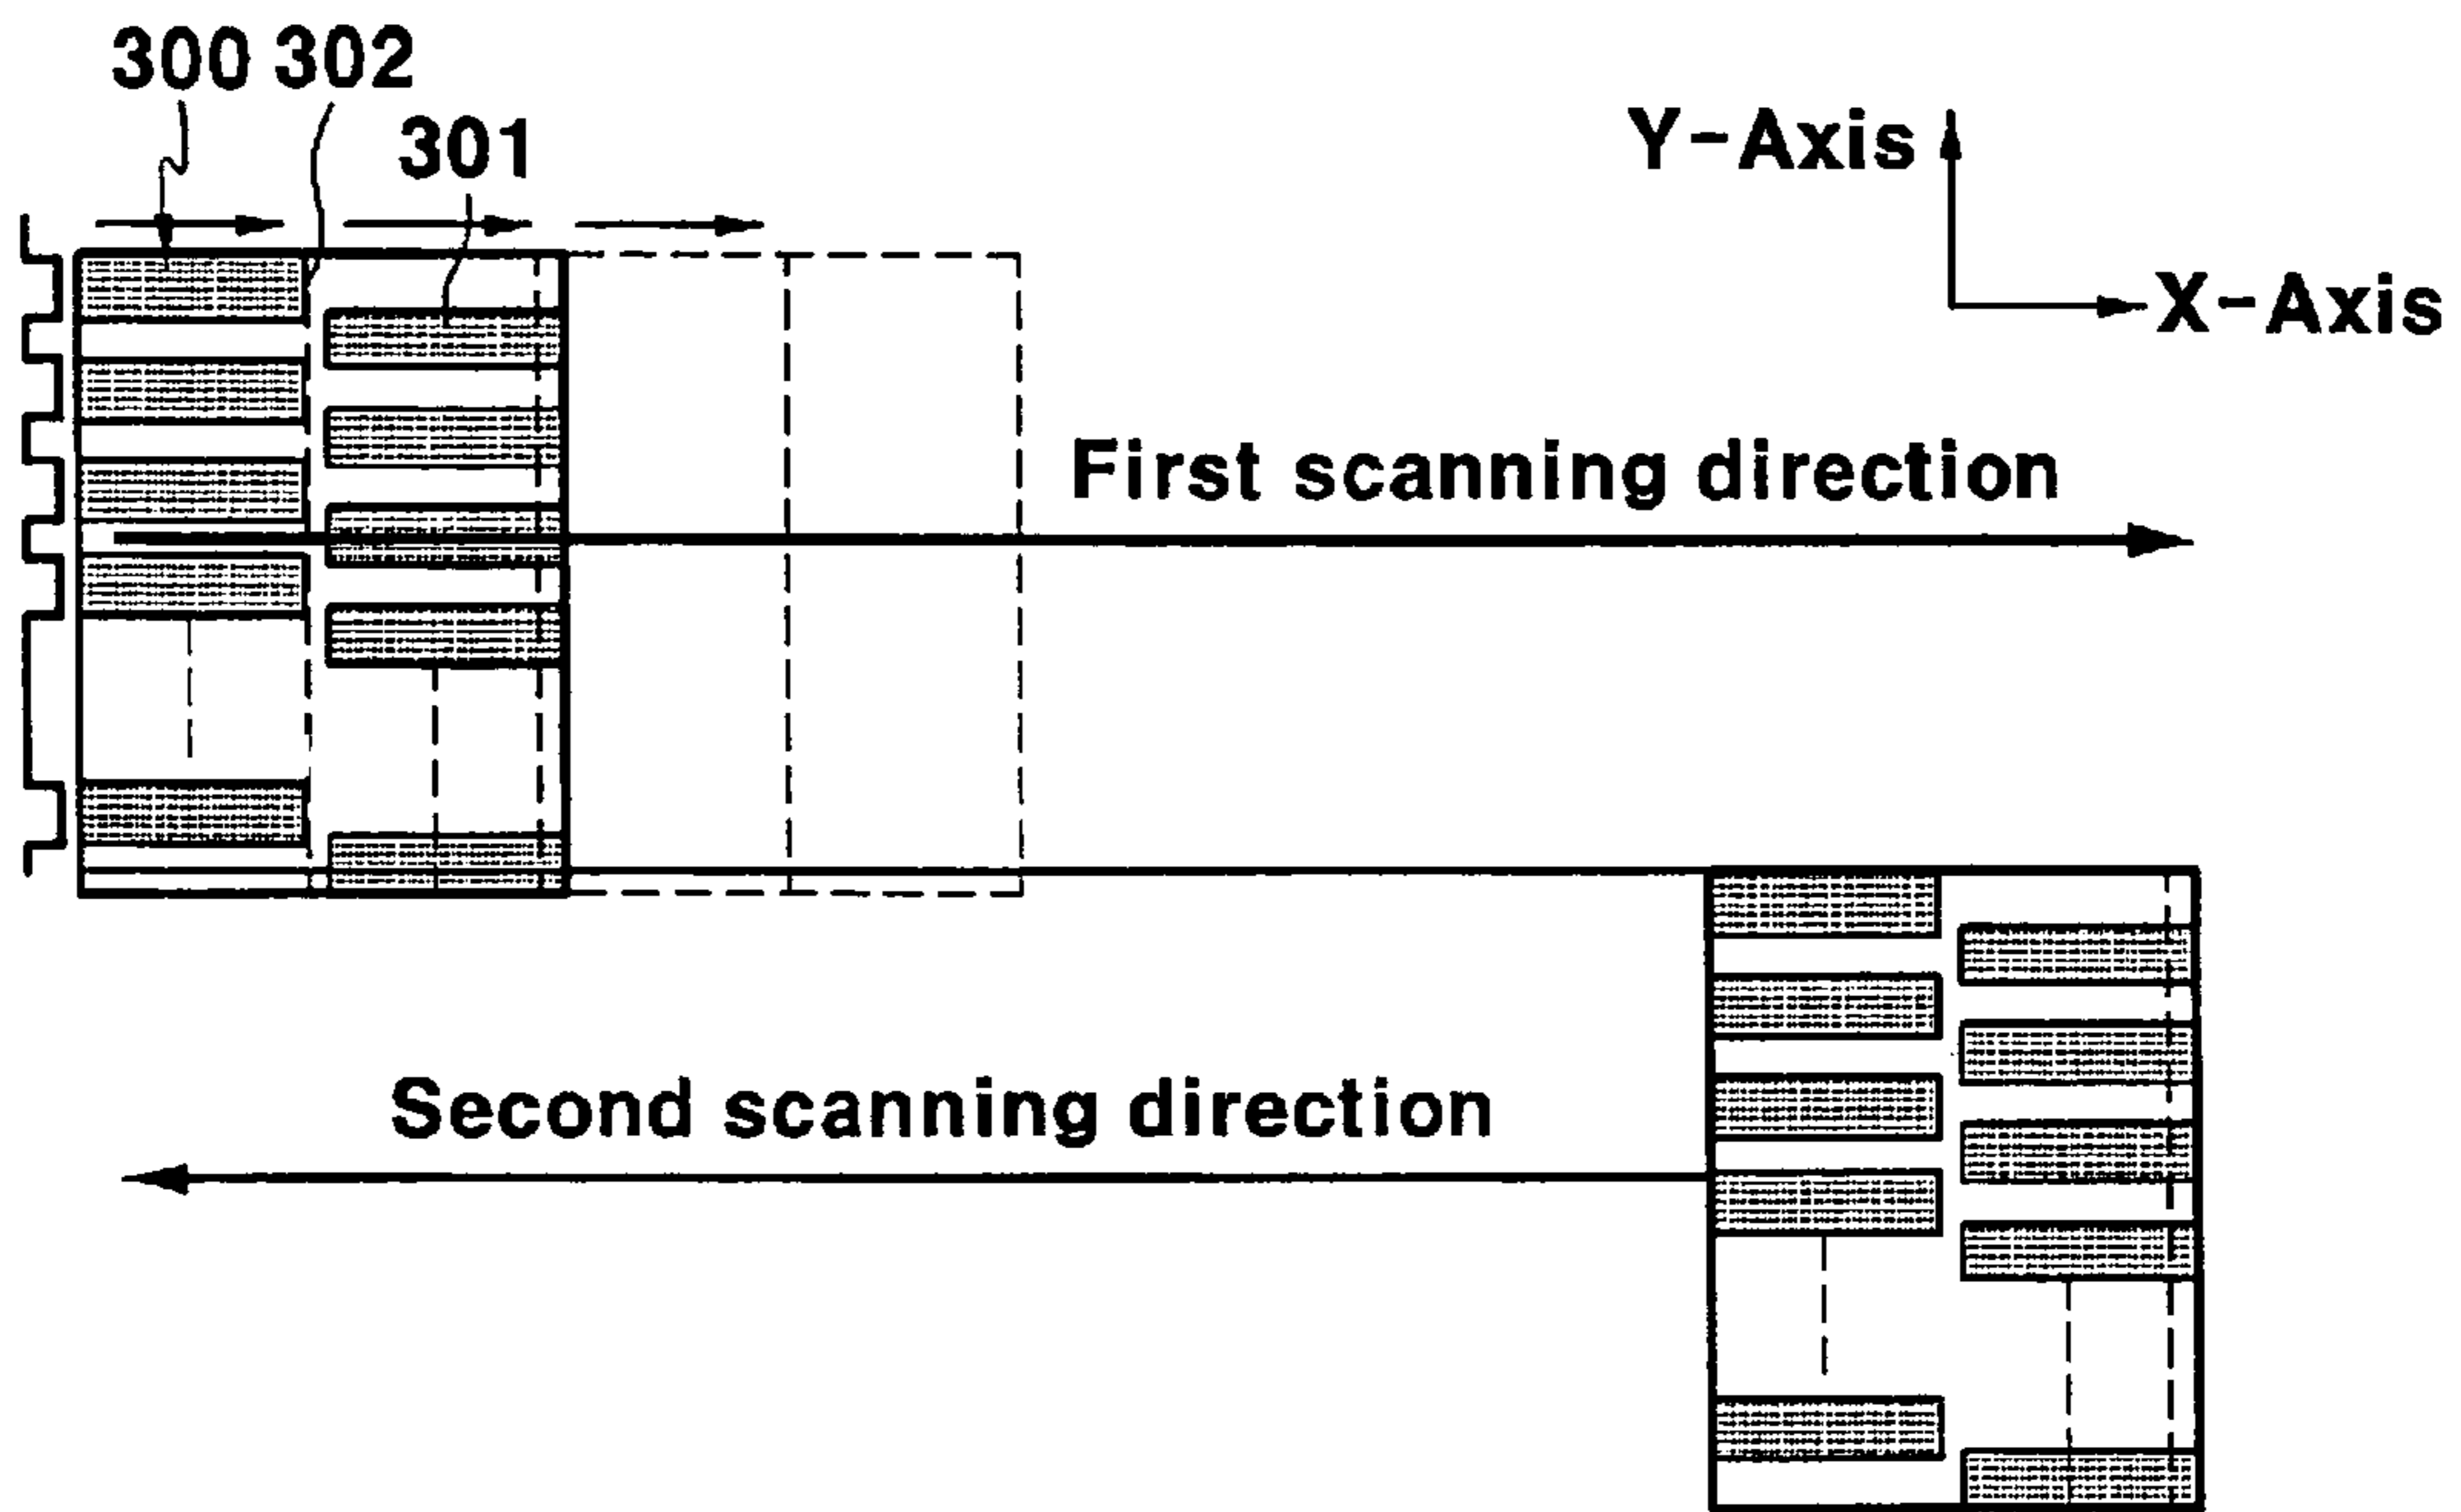 300 302
301
Y-Axis
X-Axis
First scanning direction
Second scanning direction